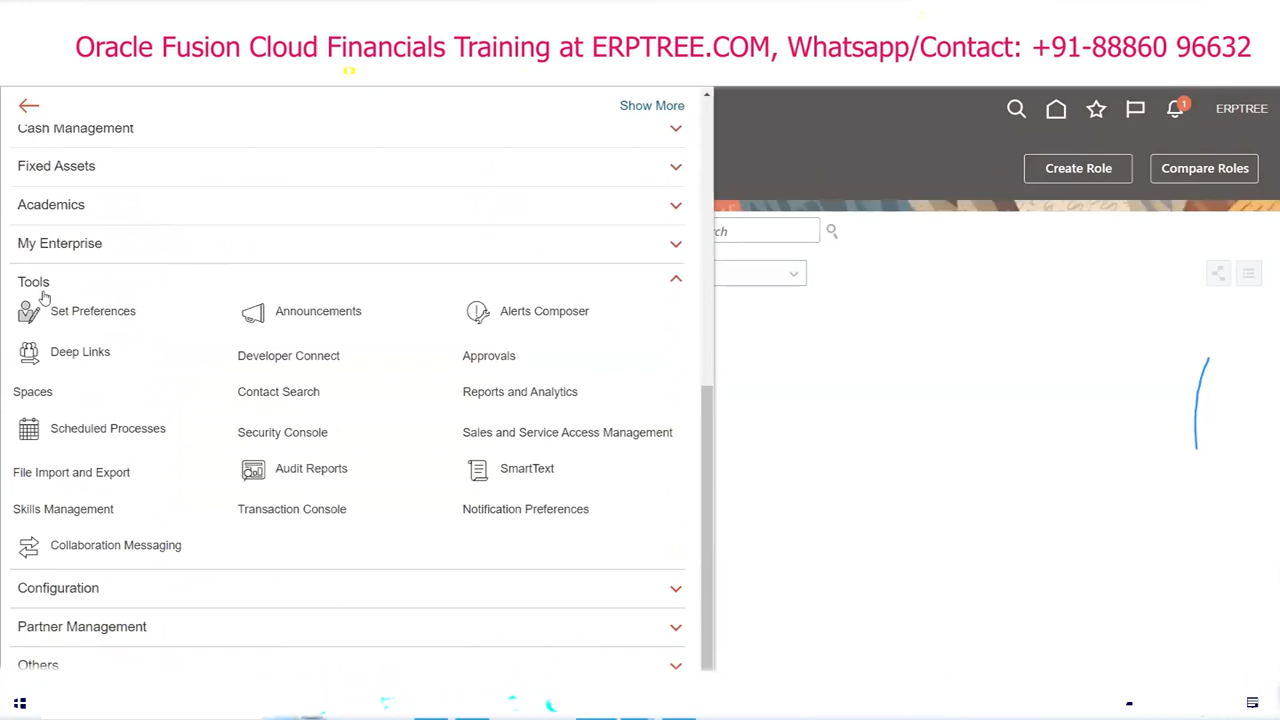 Oracle Fusion Cloud Financials Training at ERPTREE.COM, Whatsapp/Contact: +91-88860 96632
Show More
1
ERPTREE
Cash Management
Create Role
Compare Roles
Fixed Assets
Academics
rch
My Enterprise
Tools
Set Preferences
Announcements
Alerts Composer
Deep Links
Developer Connect
Approvals
Spaces
Contact Search
Reports and Analytics
Scheduled Processes
Security Console
Sales and Service Access Management
File Import and Export
Audit Reports
SmartText
Skills Management
Transaction Console
Notification Preferences
Collaboration Messaging
Configuration
Partner Management
Others